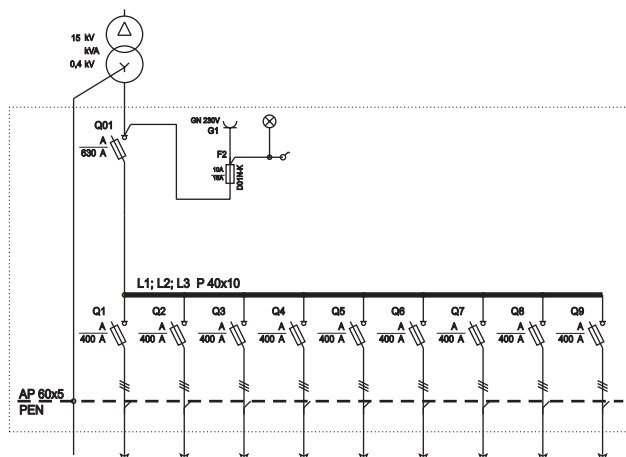 15 kV
kVA
0,4 kV
Q01
A
630 A
GN 230V
G1
F2
10A
16A
D01N-K
L1; L2; L3 P 40x10
Q1 Q2 Q3 Q4 Q5 Q6 Q7 Q8 Q9
A A A A A A A A A
400 A 400 A 400 A 400 A 400 A 400 A 400 A 400 A 400 A
AP 60x5
PEN